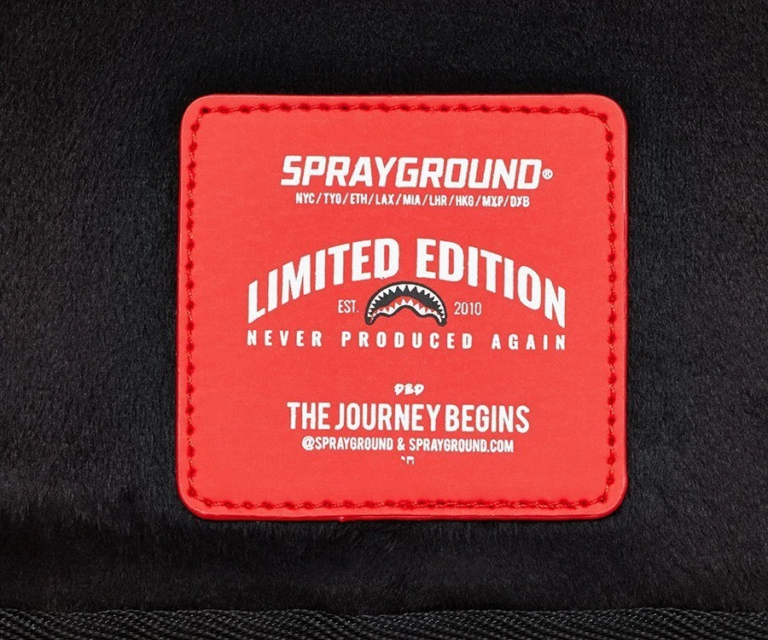 SPRAYGROUND®
NYC/TYO/ETH/LAX/MIA/LHR/HKG/MXP/DXB
LIMITED EDITION
EST. 2010
NEVER PRODUCED AGAIN
THE JOURNEY BEGINS
@SPRAYGROUND & SPRAYGROUND.COM